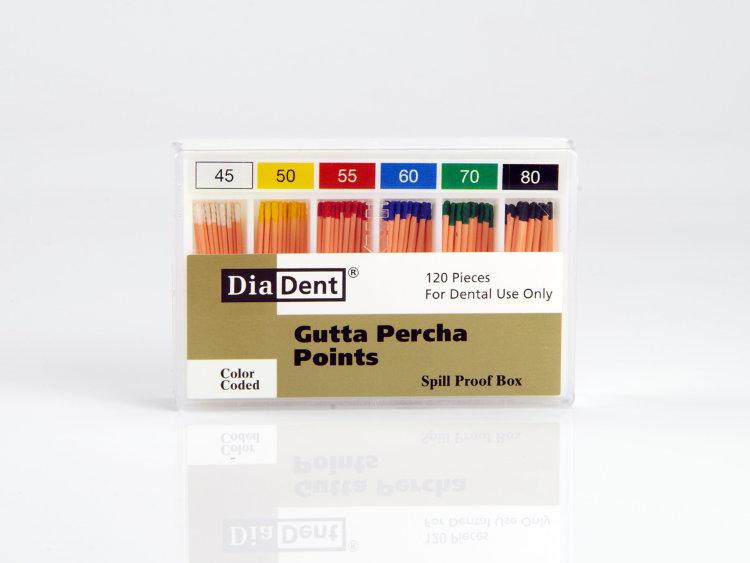 45 50 55 60 70 80
DiaDent®
120 Pieces
For Dental Use Only
Gutta Percha
Points
Color
Coded
Spill Proof Box